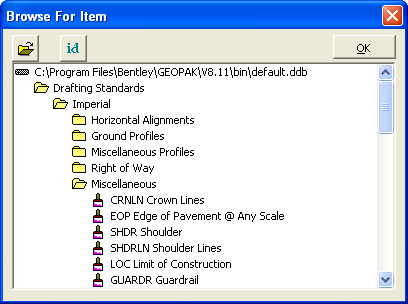 Browse For Item
id
OK
C:\Program Files\Bentley\GEOPAK\V8.11\bin\default.ddb
Drafting Standards
Imperial
Horizontal Alignments
Ground Profiles
Miscellaneous Profiles
Right of Way
Miscellaneous
CRNLN Crown Lines
EOP Edge of Pavement @ Any Scale
SHDR Shoulder
SHDRLN Shoulder Lines
LOC Limit of Construction
GUARDR Guardrail